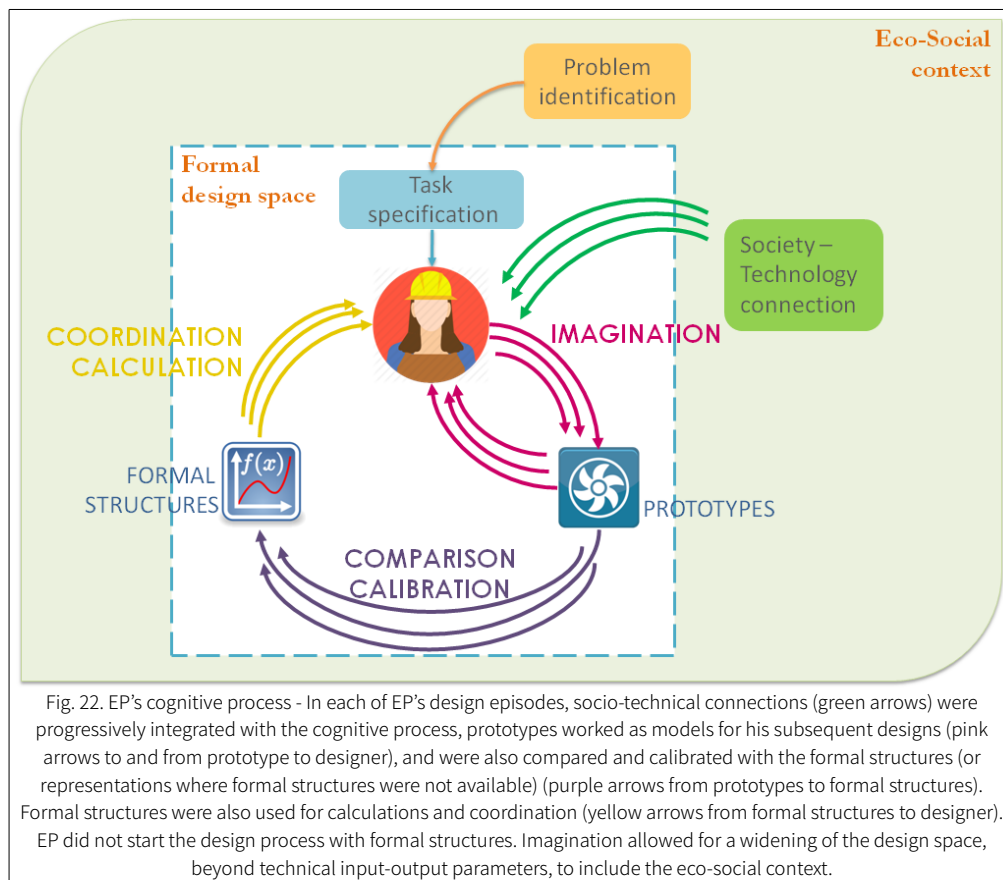 Eco-Social
context
Problem
identification
Formal
design space
Task
specification
Society –
Technology
connection
COORDINATION
CALCULATION
IMAGINATION
f(x)
FORMAL
STRUCTURES
PROTOTYPES
COMPARISON
CALIBRATION
Fig. 22. EP’s cognitive process - In each of EP’s design episodes, socio-technical connections (green arrows) were
progressively integrated with the cognitive process, prototypes worked as models for his subsequent designs (pink
arrows to and from prototype to designer), and were also compared and calibrated with the formal structures (or
representations where formal structures were not available) (purple arrows from prototypes to formal structures).
Formal structures were also used for calculations and coordination (yellow arrows from formal structures to designer).
EP did not start the design process with formal structures. Imagination allowed for a widening of the design space,
beyond technical input-output parameters, to include the eco-social context.